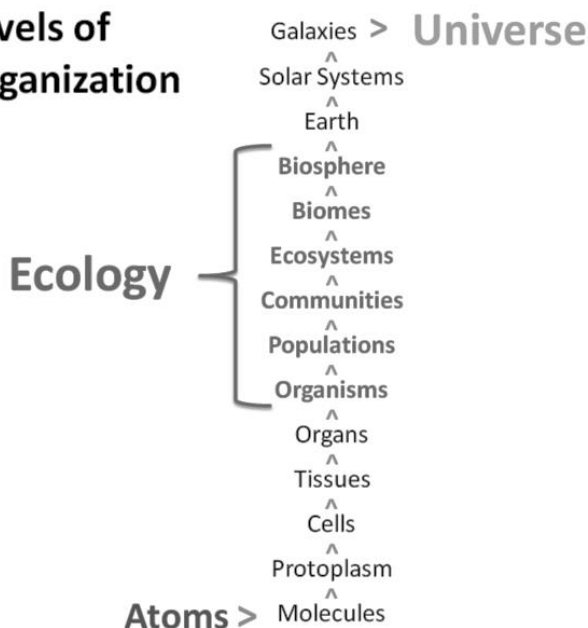 vels of
ganization
Galaxies > Universe
^
Solar Systems
^
Earth
^
Biosphere
^
Biomes
^
Ecosystems
^
Ecology
Communities
^
Populations
^
Organisms
^
Organs
^
Tissues
^
Cells
^
Protoplasm
^
Atoms > Molecules